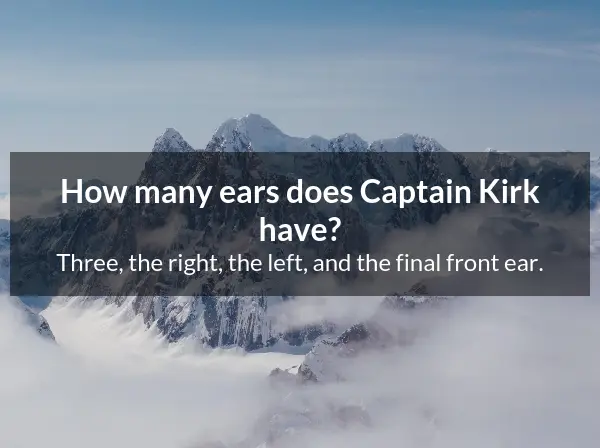 How many ears does Captain Kirk
have?
Three, the right, the left, and the final front ear.